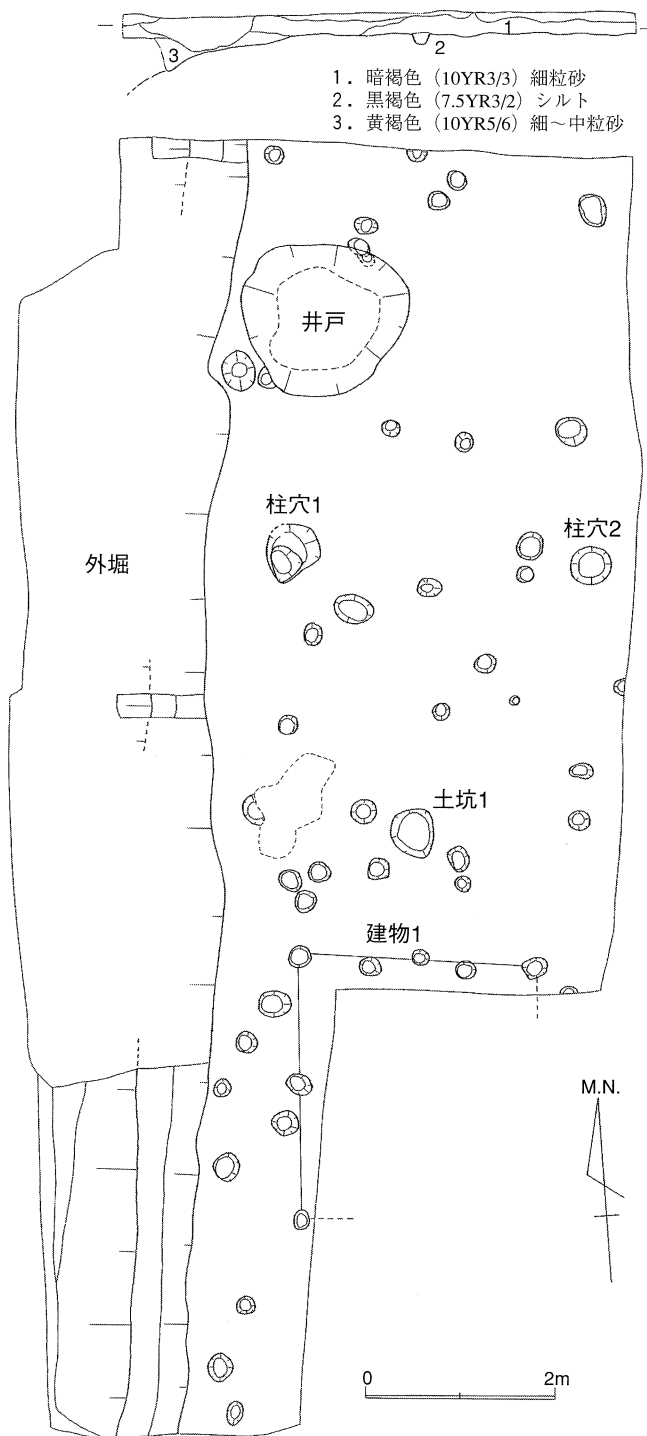 1
3
2
1. 暗褐色（10YR3/3）細粒砂
2. 黒褐色（7.5YR3/2）シルト
3. 黄褐色（10YR5/6）細～中粒砂
井戸
柱穴1
柱穴2
外堀
土坑1
建物1
M.N.
0 2m